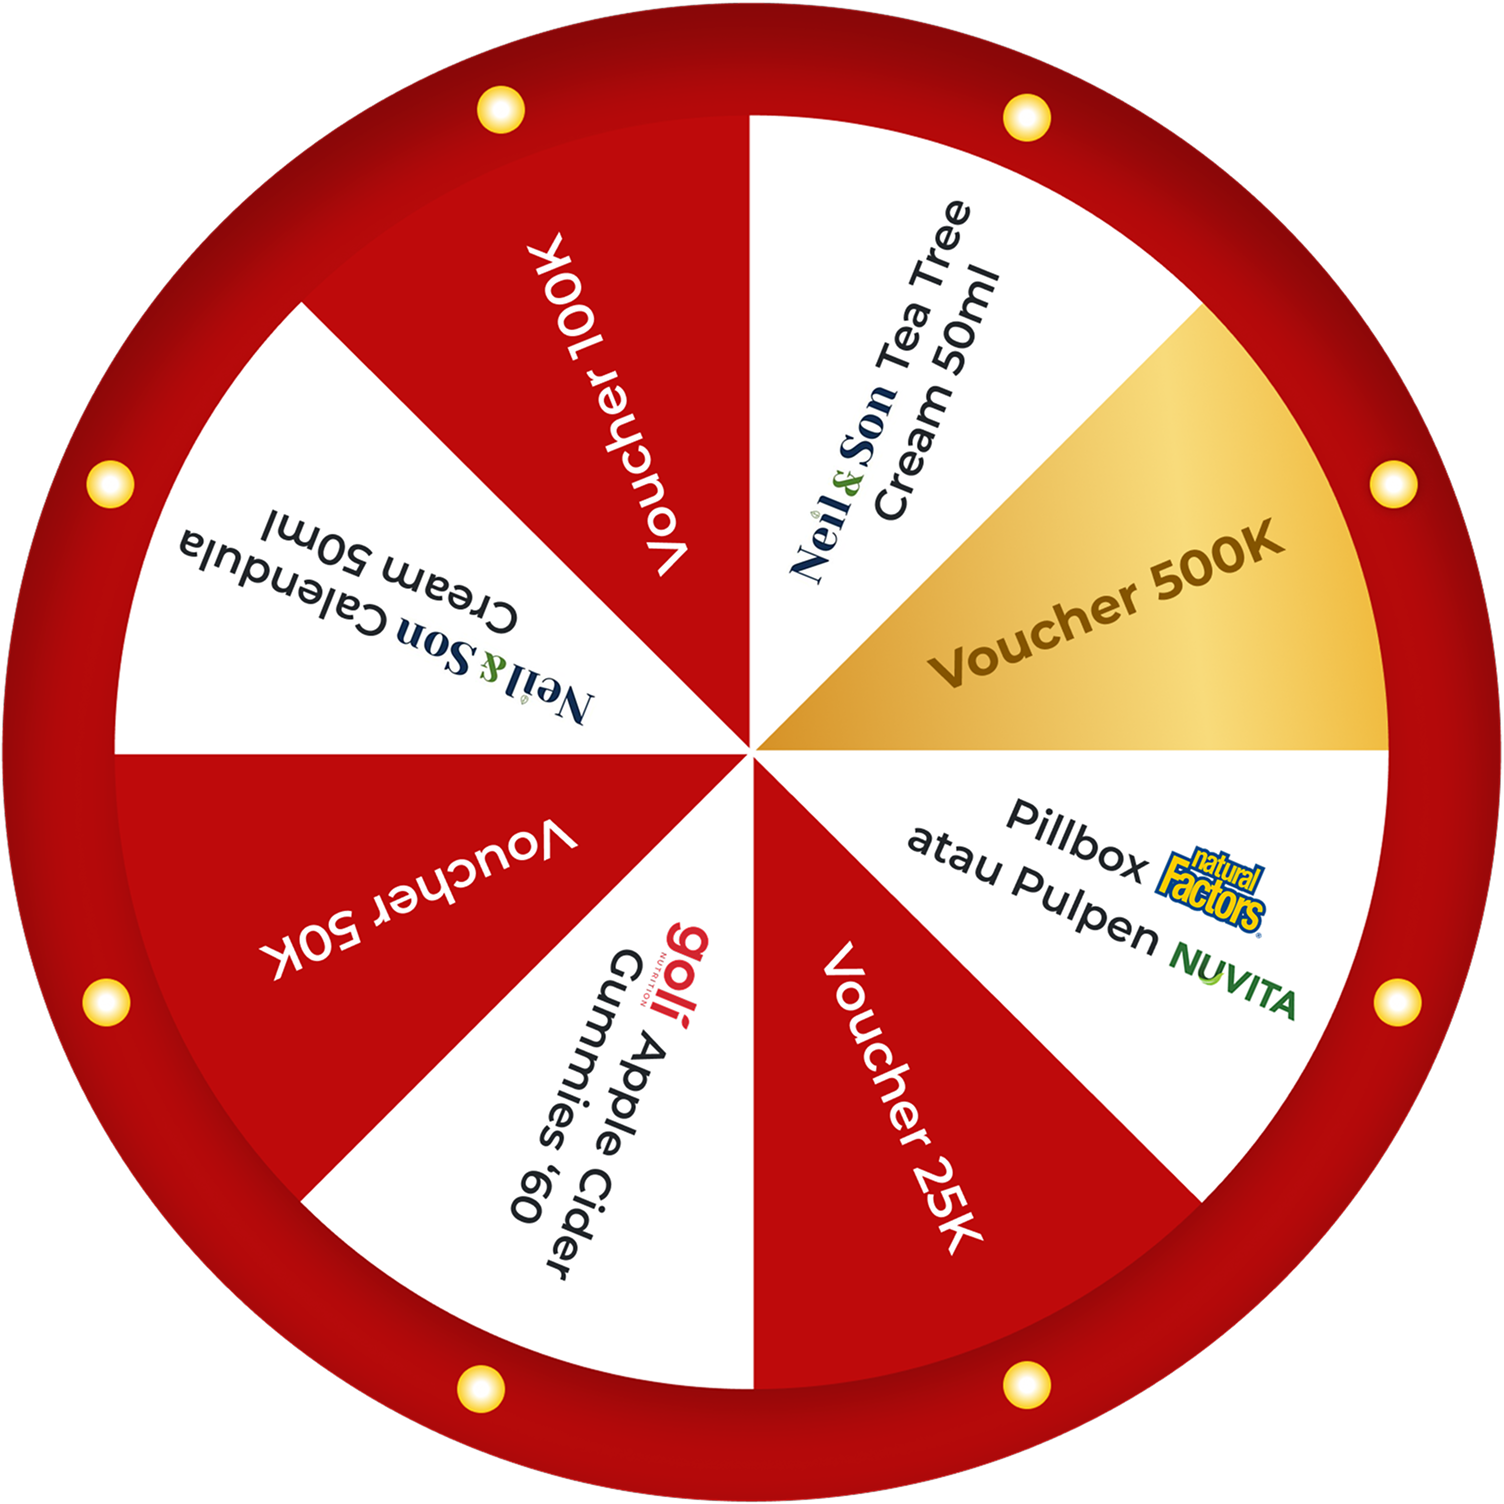 Neil & Son Tea Tree
Cream 50ml
Voucher 500K
Pillbox natural Factors
atau Pulpen NUVITA
Voucher 25K
goli NUTRITION Apple Cider
Gummies '60
Voucher 50K
Neil & Son Calendula
Cream 50ml
Voucher 100K